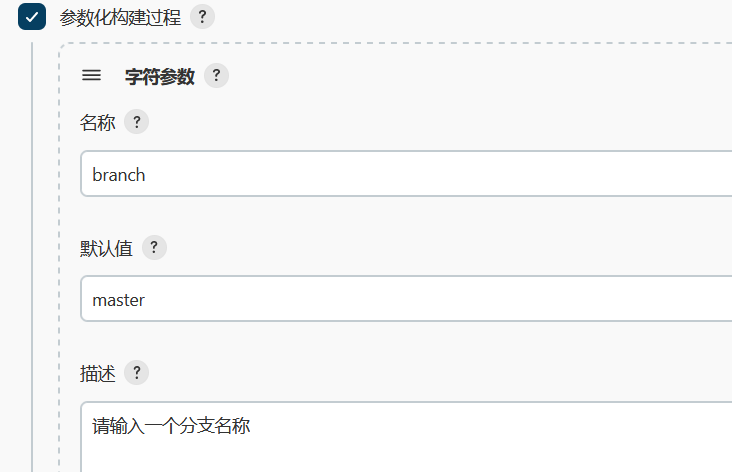 参数化构建过程 ?
字符参数 ?
名称 ?
branch
默认值 ?
master
描述 ?
请输入一个分支名称